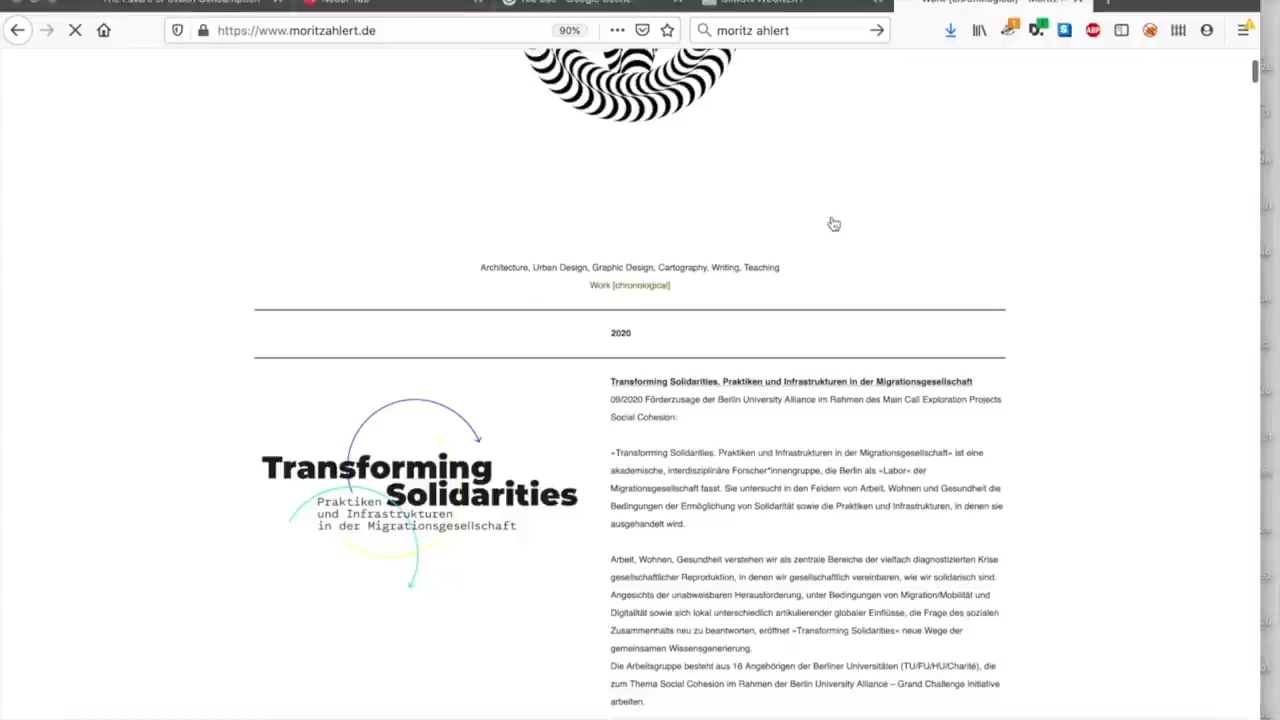 https://www.moritzahlert.de
90%
moritz ahlert
Architecture, Urban Design, Graphic Design, Cartography, Writing, Teaching
Work [chronological]
2020
Transforming Solidarities. Praktiken und Infrastrukturen in der Migrationsgesellschaft
09/2020 Förderzusage der Berlin University Alliance im Rahmen des Main Call Exploration Projects
Social Cohesion:
»Transforming Solidarities. Praktiken und Infrastrukturen in der Migrationsgesellschaft« ist eine
akademische, interdisziplinäre Forscher*innengruppe, die Berlin als »Labor« der
Migrationsgesellschaft fasst. Sie untersucht in den Feldern von Arbeit, Wohnen und Gesundheit die
Bedingungen der Ermöglichung von Solidarität sowie die Praktiken und Infrastrukturen, in denen sie
ausgehandelt wird.
Arbeit, Wohnen, Gesundheit verstehen wir als zentrale Bereiche der vielfach diagnostizierten Krise
gesellschaftlicher Reproduktion, in denen wir gesellschaftlich vereinbaren, wie wir solidarisch sind.
Angesichts der unabweisbaren Herausforderung, unter Bedingungen von Migration/Mobilität und
Digitalität sowie sich lokal unterschiedlich artikulierender globaler Einflüsse, die Frage des sozialen
Zusammenhalts neu zu beantworten, eröffnet »Transforming Solidarities« neue Wege der
gemeinsamen Wissensgenerierung.
Die Arbeitsgruppe besteht aus 16 Angehörigen der Berliner Universitäten (TU/FU/HU/Charité), die
zum Thema Social Cohesion im Rahmen der Berlin University Alliance – Grand Challenge Initiative
arbeiten.
Transforming
Solidarities
Praktiken
und Infrastrukturen
in der Migrationsgesellschaft